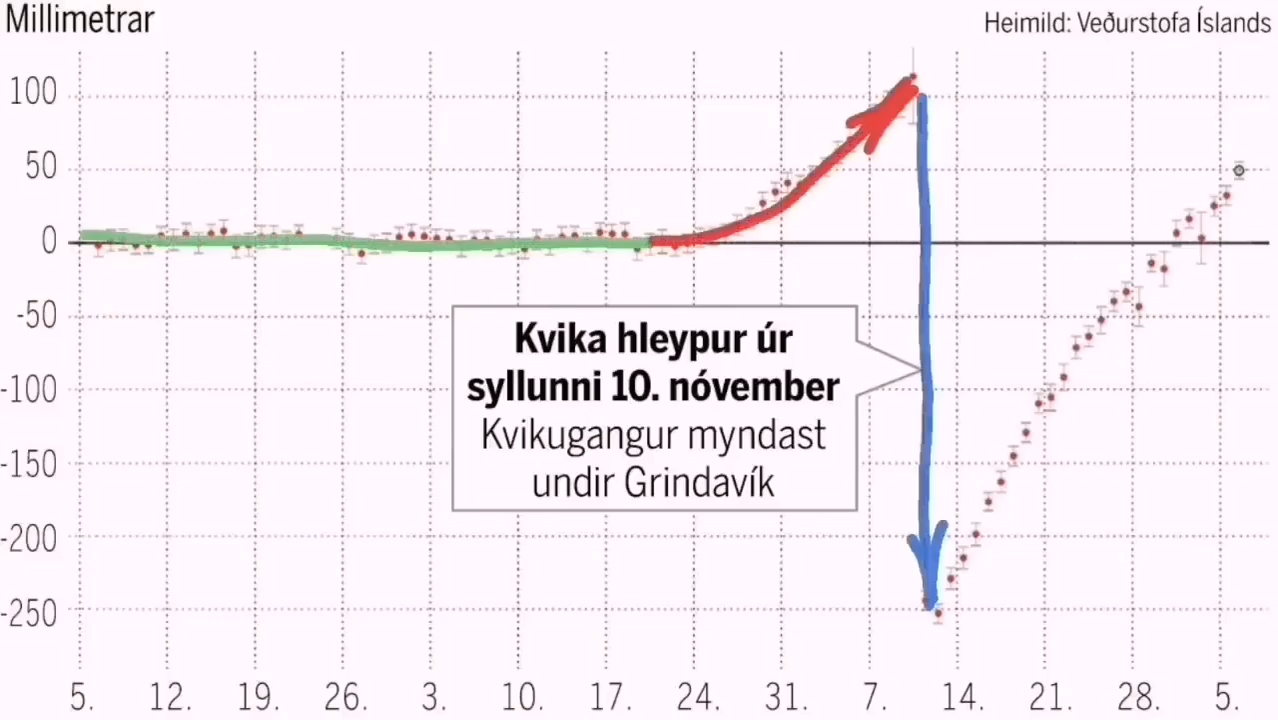 Millimetrar
Heimild: Veðurstofa Íslands
100
50
0
-50
-100
-150
-200
-250
Kvika hleypur úr
syllunni 10. nóvember
Kvikugangur myndast
undir Grindavík
5. 12. 19. 26. 3. 10. 17. 24. 31. 7. 14. 21. 28. 5.